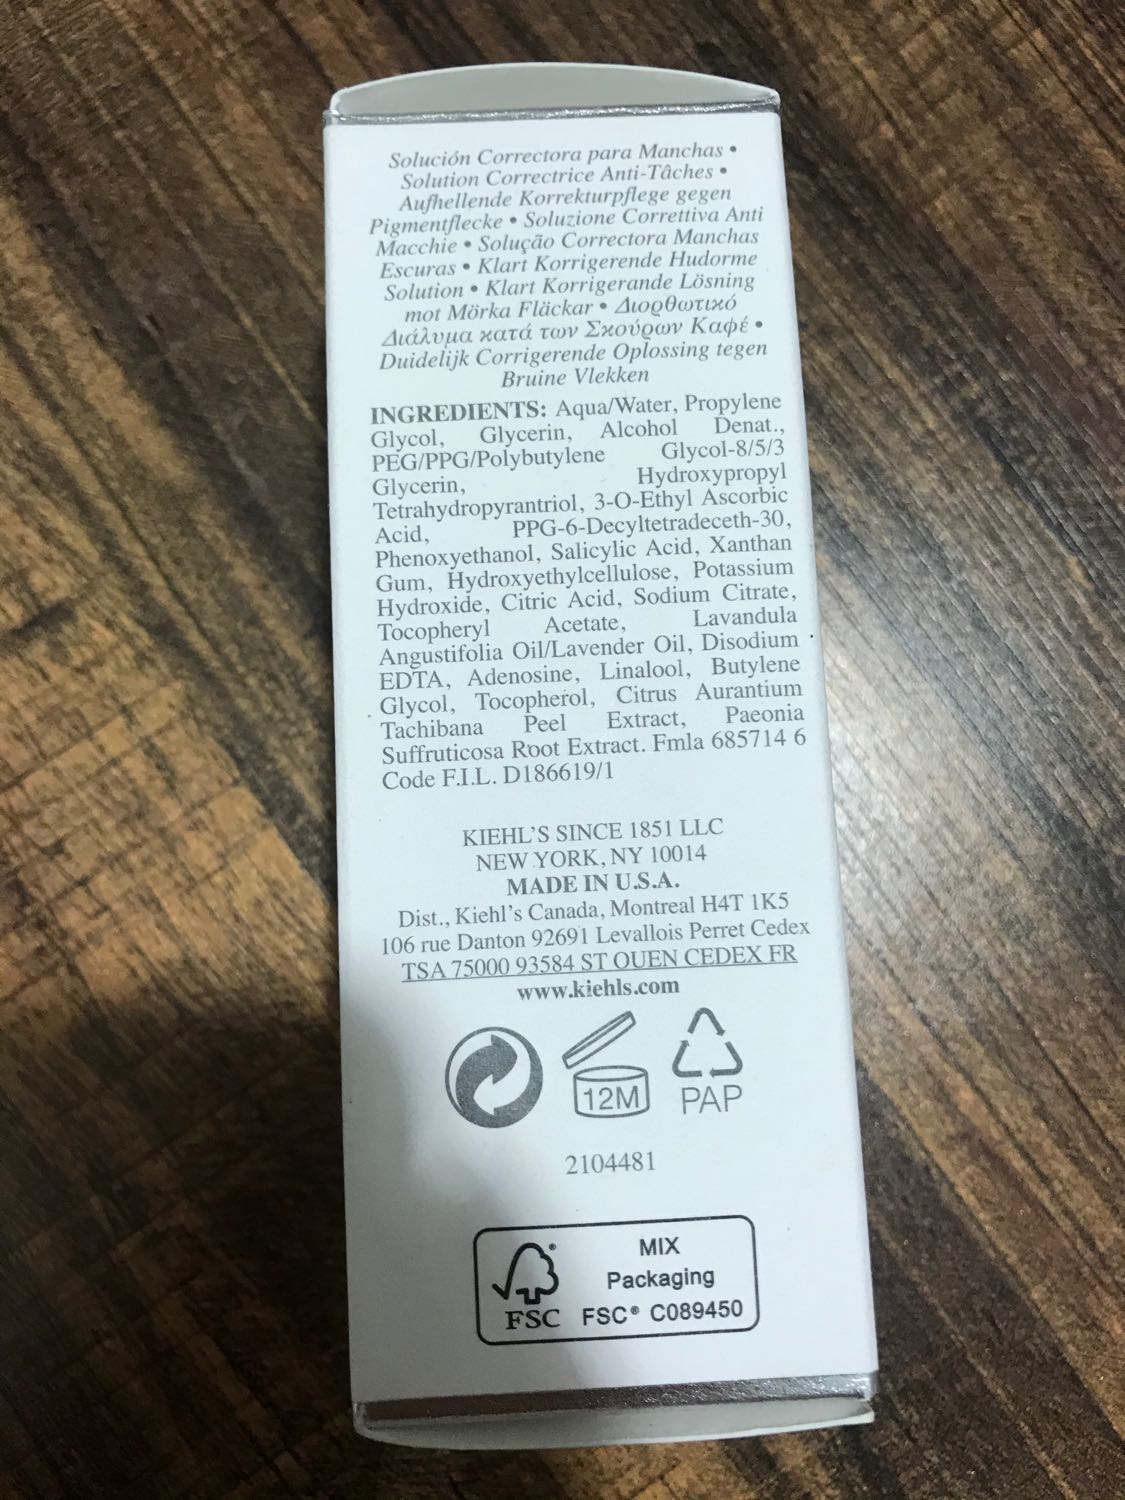 Solución Correctora para Manchas •
Solution Correctrice Anti-Tâches •
Aufhellende Korrekturpflege gegen
Pigmentflecke • Soluzione Correttiva Anti
Macchie • Solução Correctora Manchas
Escuras • Klart Korrigerende Hudorme
Solution • Klart Korrigerande Lösning
mot Mörka Fläckar • Διορθωτικό
Διάλυμα κατά των Σκούρων Καφέ •
Duidelijk Corrigerende Oplossing tegen
Bruine Vlekken
INGREDIENTS: Aqua/Water, Propylene
Glycol, Glycerin, Alcohol Denat.,
PEG/PPG/Polybutylene Glycol-8/5/3
Glycerin, Hydroxypropyl
Tetrahydropyrantriol, 3-O-Ethyl Ascorbic
Acid, PPG-6-Decyltetradeceth-30,
Phenoxyethanol, Salicylic Acid, Xanthan
Gum, Hydroxyethylcellulose, Potassium
Hydroxide, Citric Acid, Sodium Citrate,
Tocopheryl Acetate, Lavandula
Angustifolia Oil/Lavender Oil, Disodium
EDTA, Adenosine, Linalool, Butylene
Glycol, Tocopherol, Citrus Aurantium
Tachibana Peel Extract, Paeonia
Suffruticosa Root Extract. Fmla 685714 6
Code F.I.L. D186619/1
KIEHL'S SINCE 1851 LLC
NEW YORK, NY 10014
MADE IN U.S.A.
Dist., Kiehl's Canada, Montreal H4T 1K5
106 rue Danton 92691 Levallois Perret Cedex
TSA 75000 93584 ST OUEN CEDEX FR
www.kiehls.com
12M
PAP
2104481
MIX
Packaging
FSC® C089450
FSC